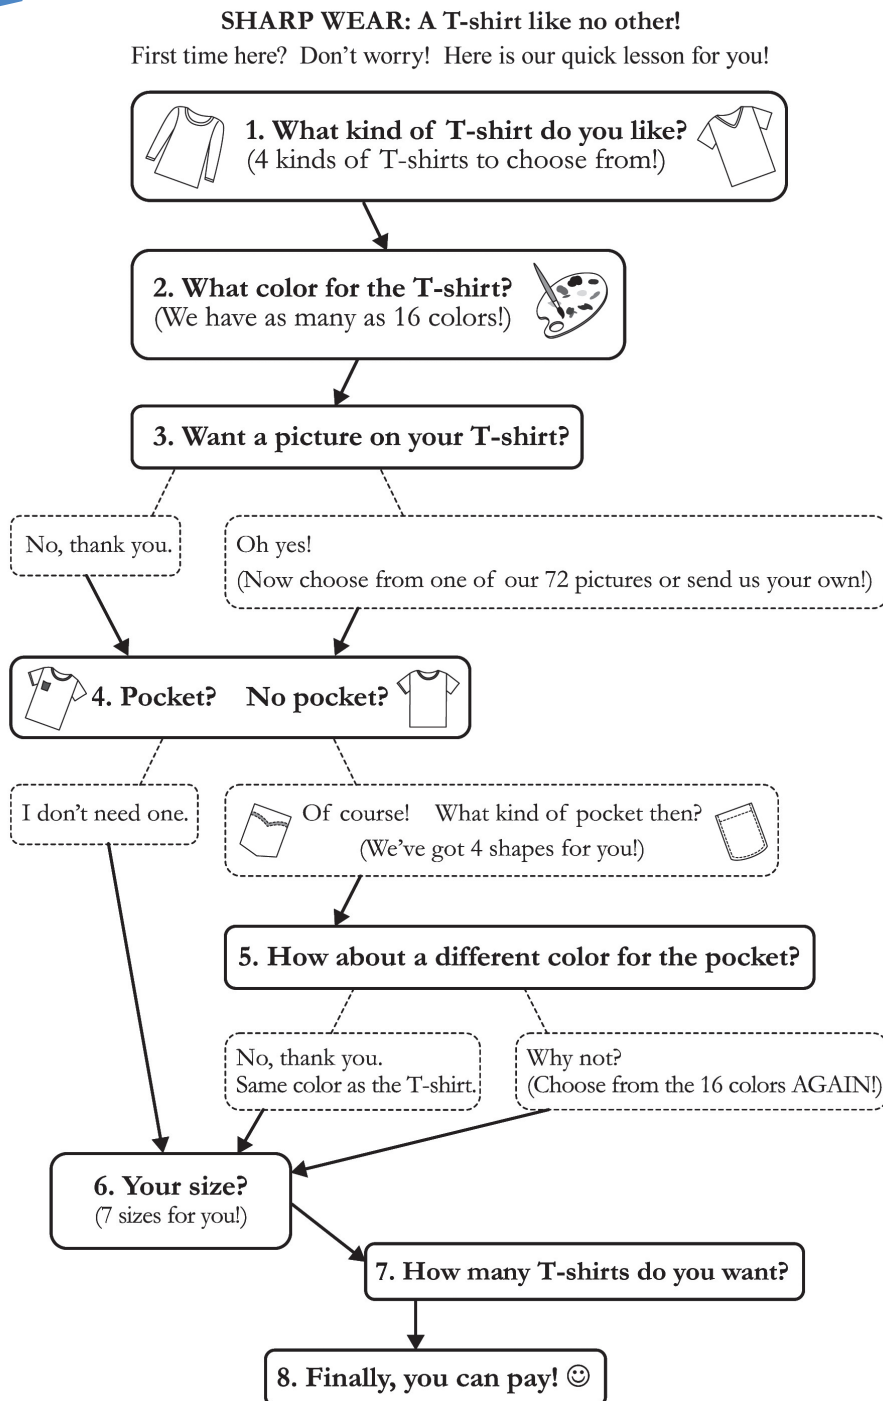 SHARP WEAR: A T-shirt like no other!
First time here? Don't worry! Here is our quick lesson for you!
1. What kind of T-shirt do you like?
(4 kinds of T-shirts to choose from!)
2. What color for the T-shirt?
(We have as many as 16 colors!)
3. Want a picture on your T-shirt?
No, thank you.
Oh yes!
(Now choose from one of our 72 pictures or send us your own!)
4. Pocket? No pocket?
I don't need one.
Of course! What kind of pocket then?
(We've got 4 shapes for you!)
5. How about a different color for the pocket?
No, thank you.
Same color as the T-shirt.
Why not?
(Choose from the 16 colors AGAIN!)
6. Your size?
(7 sizes for you!)
7. How many T-shirts do you want?
8. Finally, you can pay! ☺